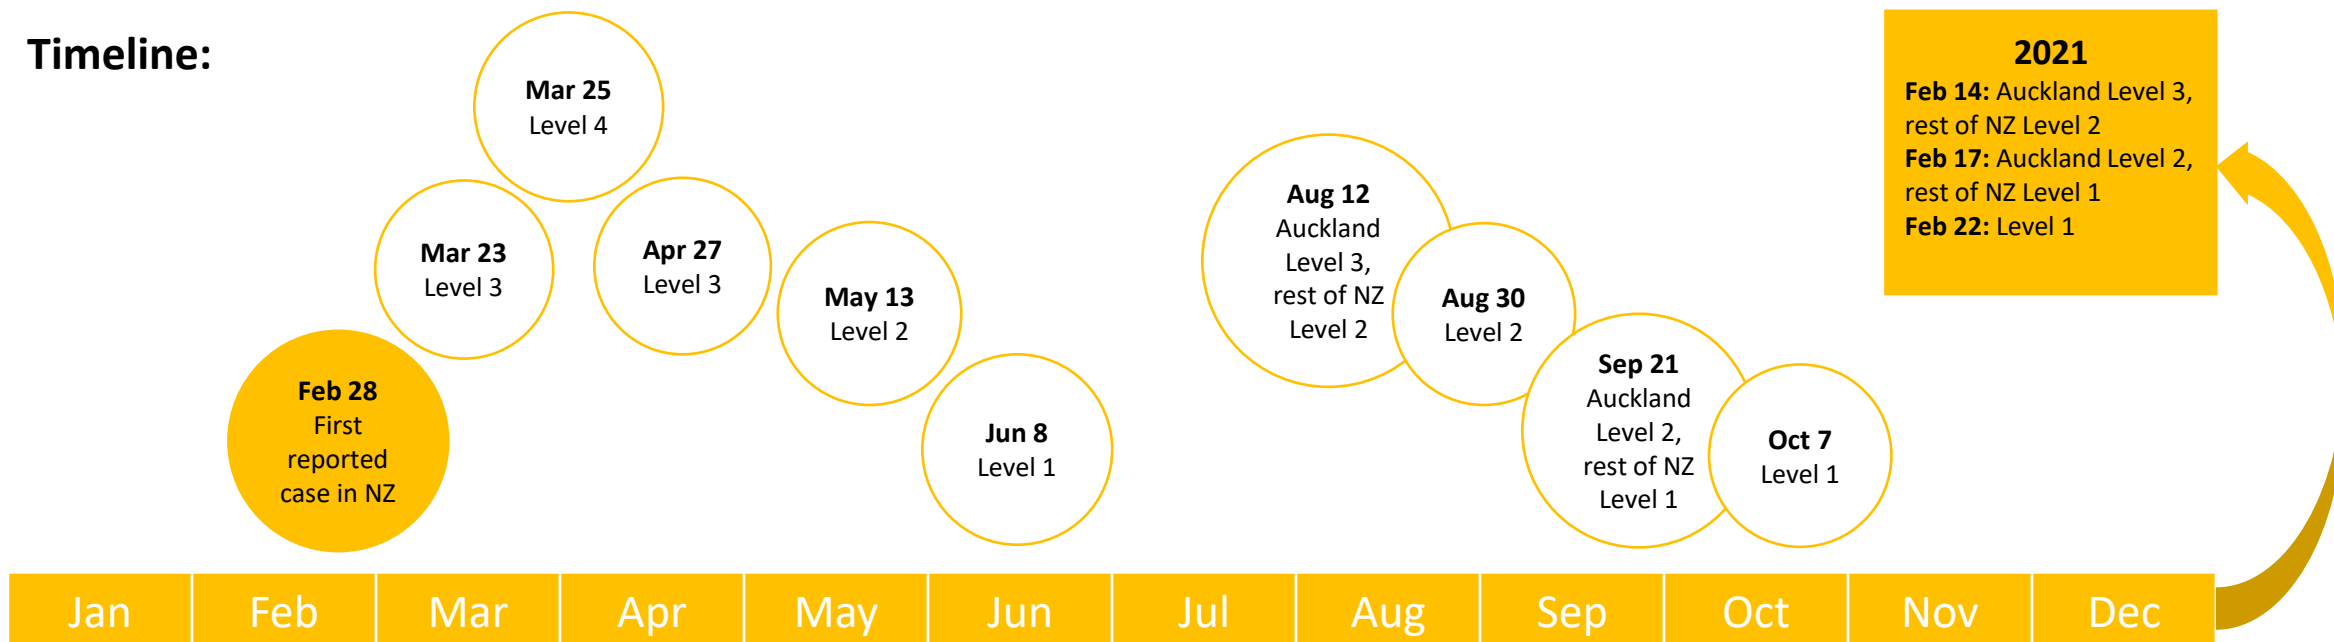 Timeline:
Feb 28
First
reported
case in NZ
Mar 23
Level 3
Mar 25
Level 4
Apr 27
Level 3
May 13
Level 2
Jun 8
Level 1
Aug 12
Auckland
Level 3,
rest of NZ
Level 2
Aug 30
Level 2
Sep 21
Auckland
Level 2,
rest of NZ
Level 1
Oct 7
Level 1
2021
Feb 14: Auckland Level 3,
rest of NZ Level 2
Feb 17: Auckland Level 2,
rest of NZ Level 1
Feb 22: Level 1
Jan
Feb
Mar
Apr
May
Jun
Jul
Aug
Sep
Oct
Nov
Dec